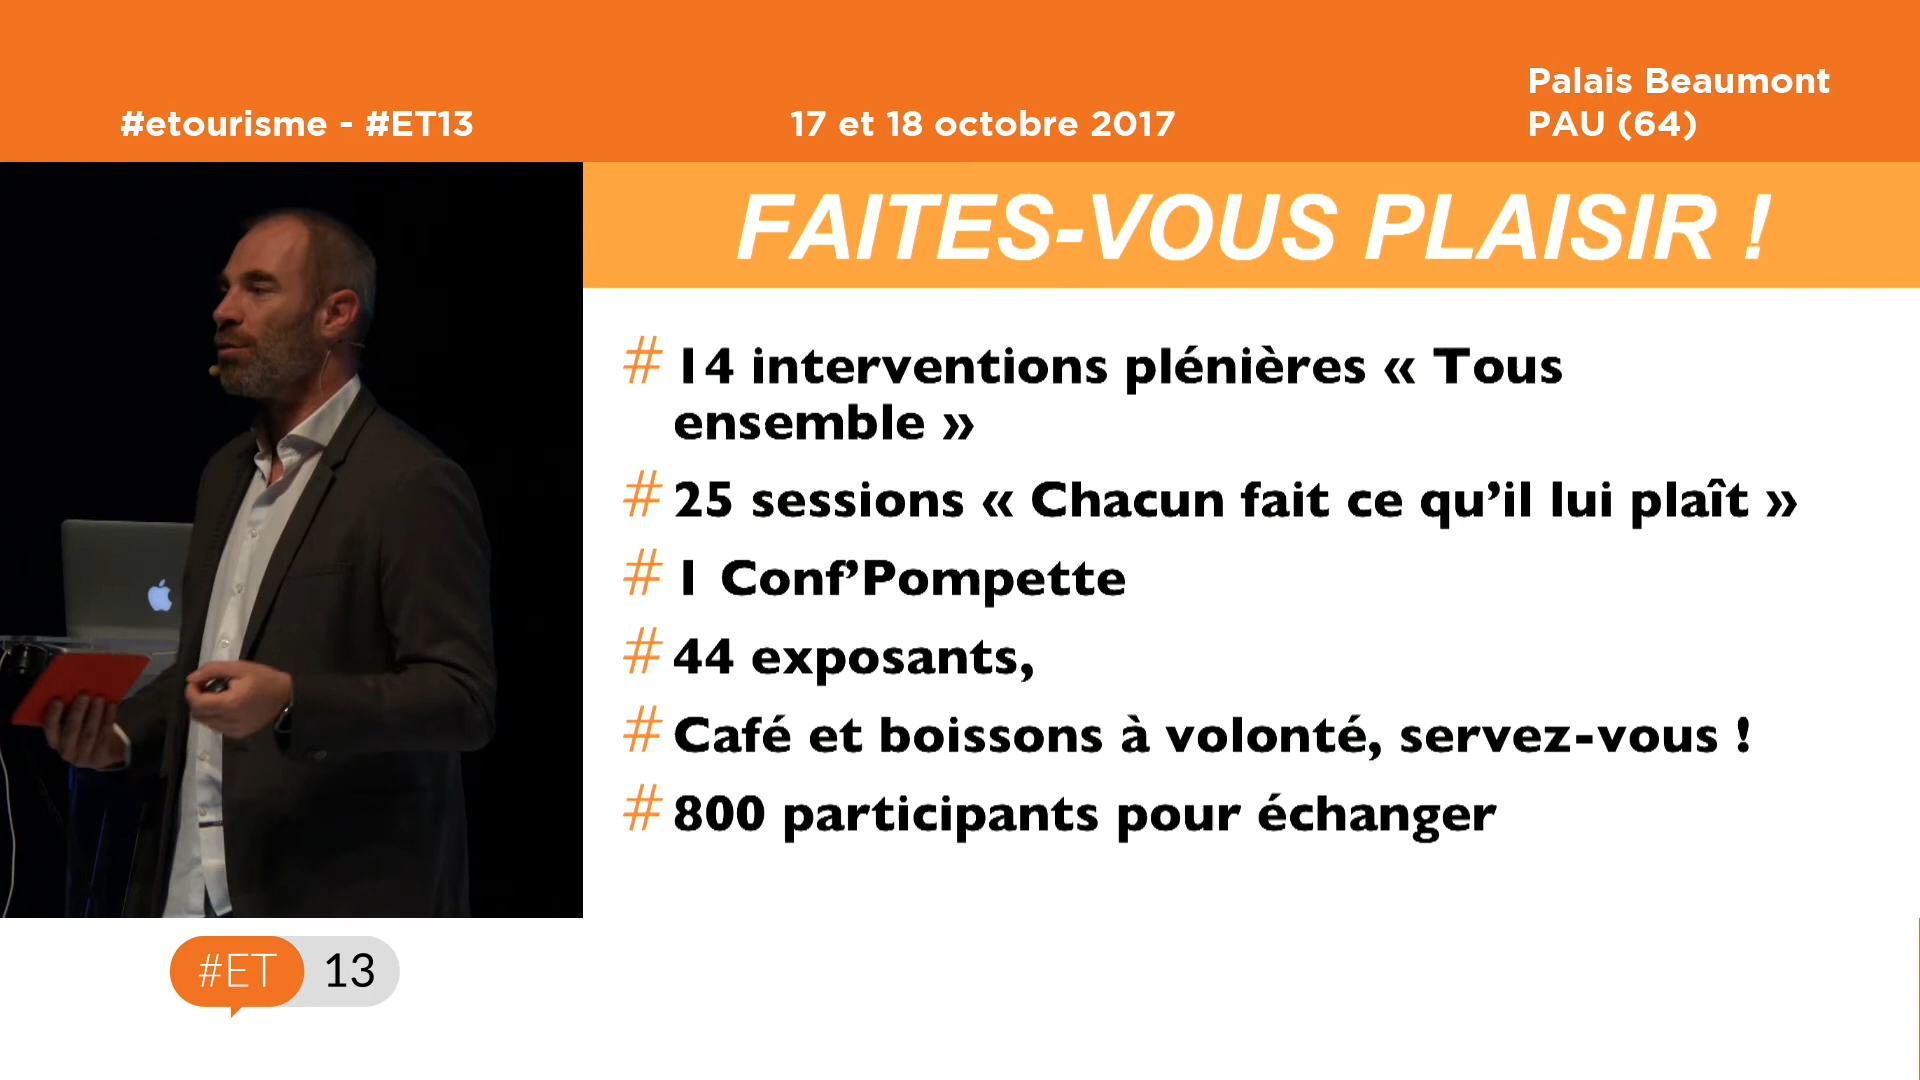 #etourisme - #ET13
17 et 18 octobre 2017
Palais Beaumont
PAU (64)
FAITES-VOUS PLAISIR !
# 14 interventions plénières « Tous
ensemble »
# 25 sessions « Chacun fait ce qu’il lui plaît »
# 1 Conf’Pompette
# 44 exposants,
# Café et boissons à volonté, servez-vous !
# 800 participants pour échanger
#ET 13